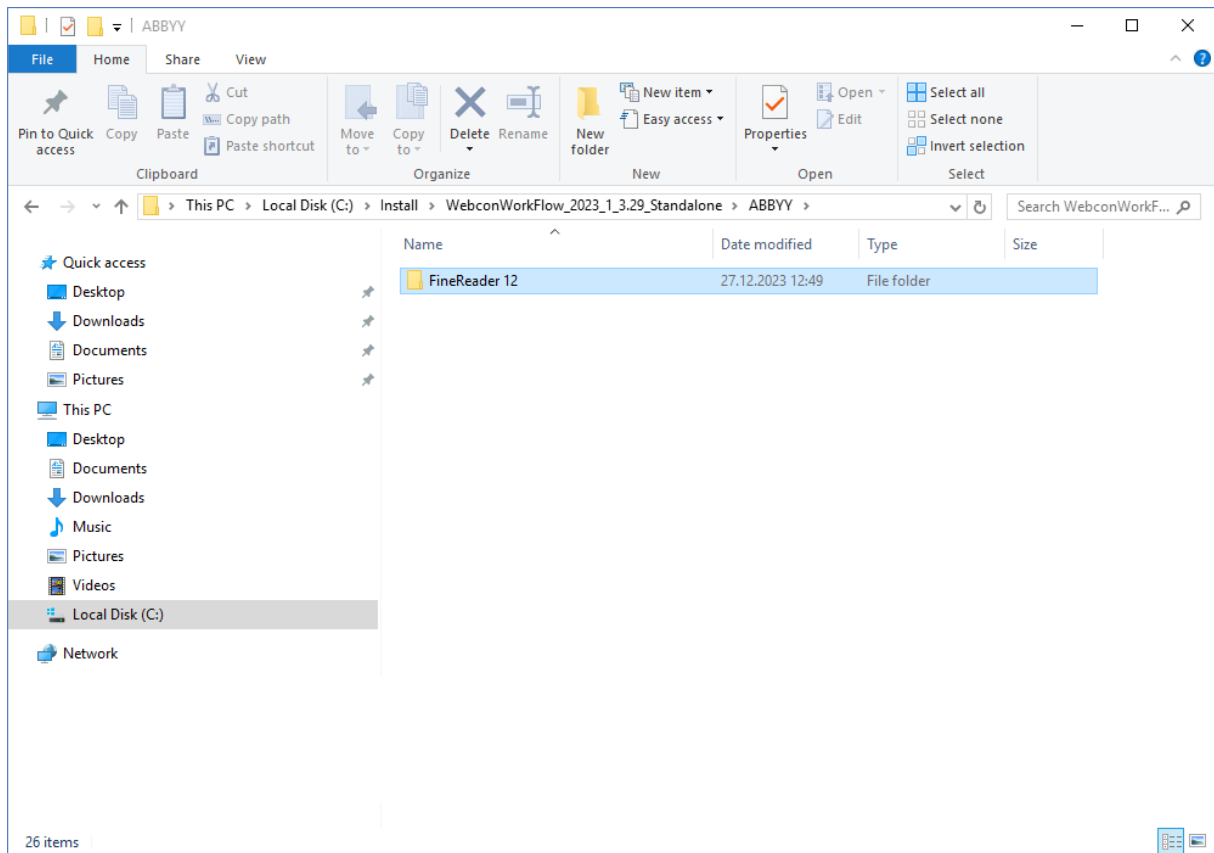 ABBYY
File Home Share View
Pin to Quick access
Copy
Paste
Cut
Copy path
Paste shortcut
Clipboard
Move to
Copy to
Delete
Rename
Organize
New folder
New item
Easy access
New
Properties
Open
Edit
Open
Select all
Select none
Invert selection
Select
This PC > Local Disk (C:) > Install > WebconWorkFlow_2023_1_3.29_Standalone > ABBYY >
Search WebconWorkF...
Name Date modified Type Size
FineReader 12 27.12.2023 12:49 File folder
Quick access
Desktop
Downloads
Documents
Pictures
This PC
Desktop
Documents
Downloads
Music
Pictures
Videos
Local Disk (C:)
Network
26 items